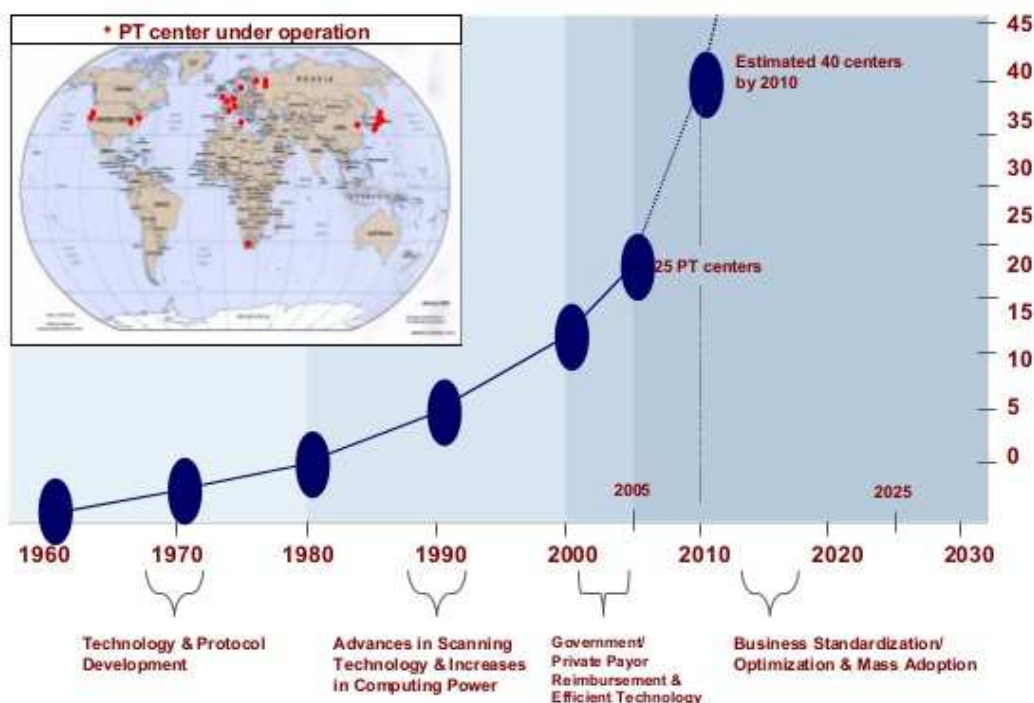 * PT center under operation
RUSSIA
Estimated 40 centers
by 2010
25 PT centers
45
40
35
30
25
20
15
10
5
0
2005
2025
1960
1970
1980
1990
2000
2010
2020
2030
Technology & Protocol
Development
Advances in Scanning
Technology & Increases
in Computing Power
Government/
Private Payor
Reimbursement &
Efficient Technology
Business Standardization/
Optimization & Mass Adoption